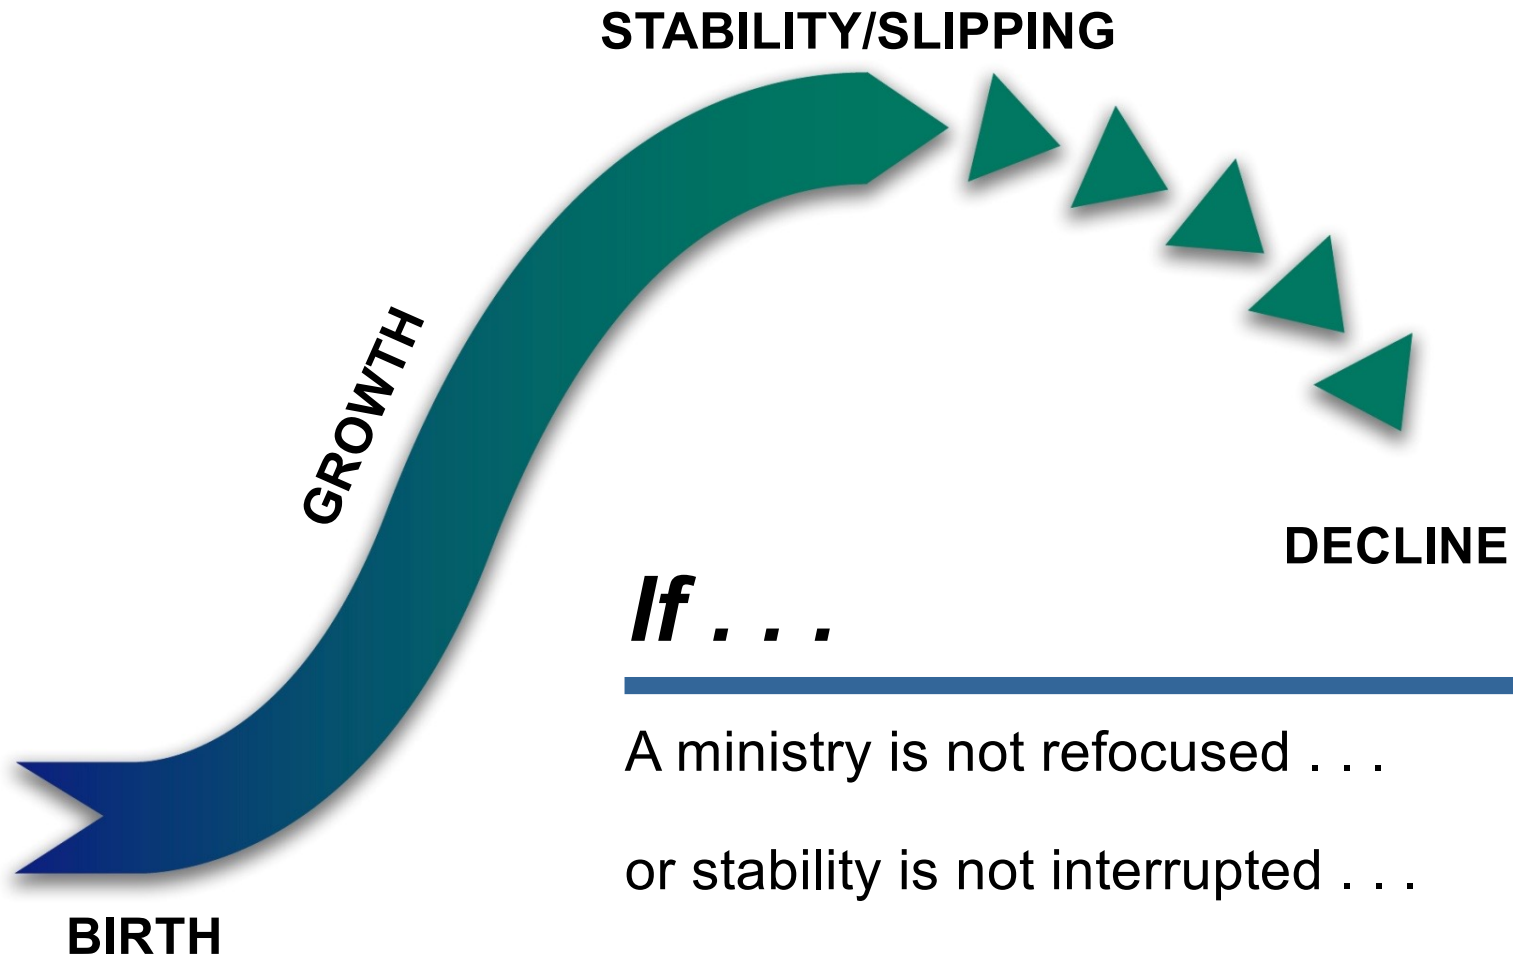 STABILITY/SLIPPING
GROWTH
DECLINE
If . . .
A ministry is not refocused . . .
or stability is not interrupted . . .
BIRTH